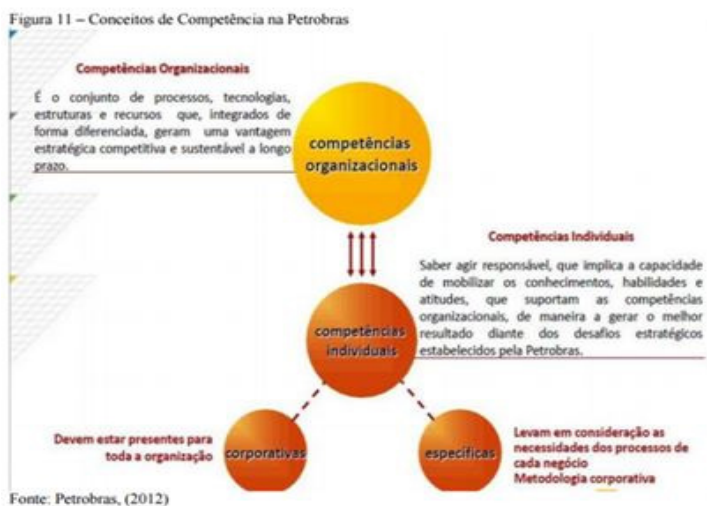 Figura 11 – Conceitos de Competência na Petrobras
Competências Organizacionais
É o conjunto de processos, tecnologias,
estruturas e recursos que, integrados de
forma diferenciada, geram uma vantagem
estratégica competitiva e sustentável a longo
prazo.
competências
organizacionais
Competências Individuais
Saber agir responsável, que implica a capacidade
de mobilizar os conhecimentos, habilidades e
atitudes, que suportam as competências
organizacionais, de maneira a gerar o melhor
resultado diante dos desafios estratégicos
estabelecidos pela Petrobras.
competências
individuais
Devem estar presentes para
toda a organização
corporativas
específicas
Levam em consideração as
necessidades dos processos de
cada negócio
Metodologia corporativa
Fonte: Petrobras, (2012)